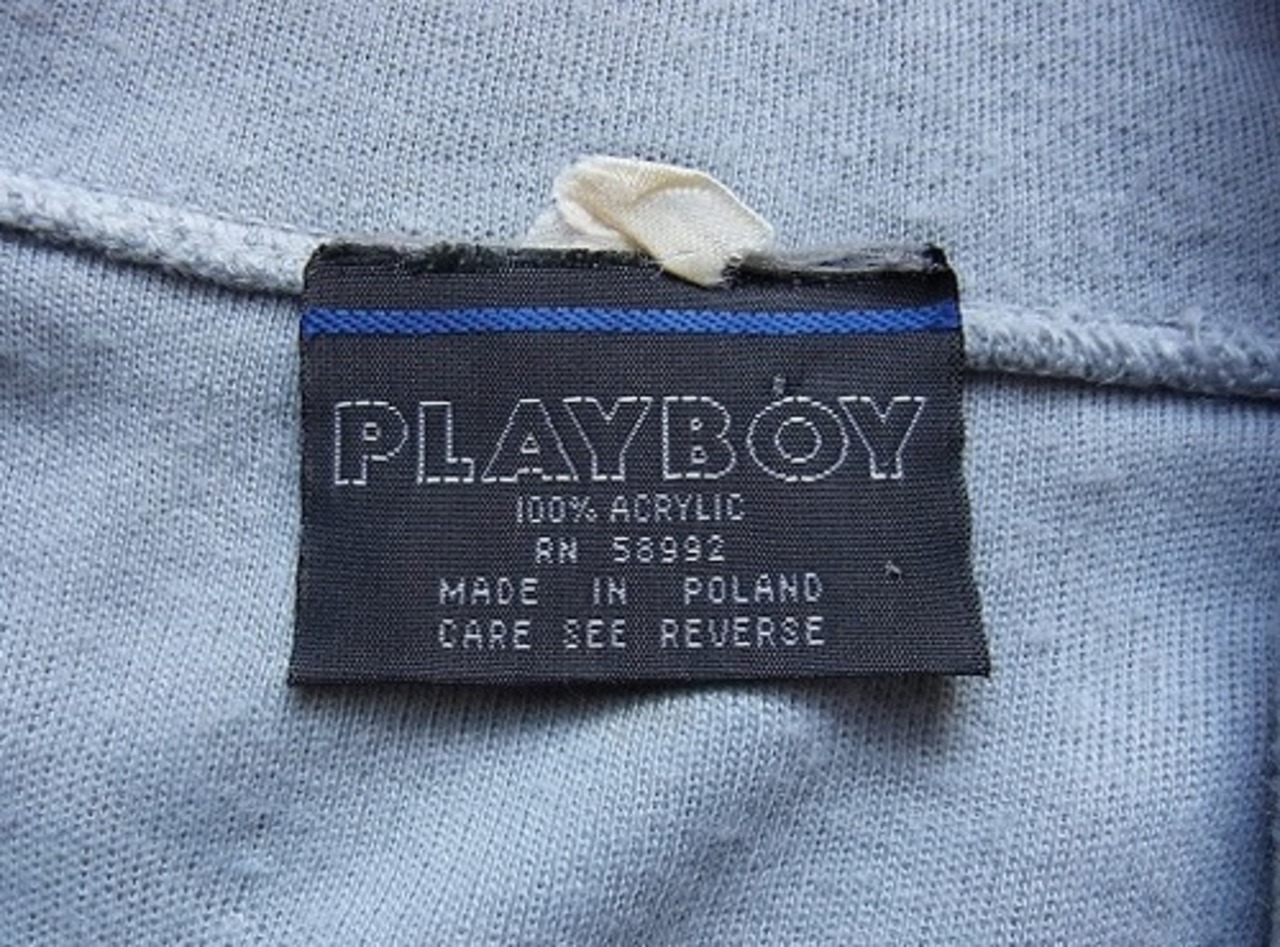 PLAYBOY
100% ACRYLIC
RN 58992
MADE IN POLAND
CARE SEE REVERSE